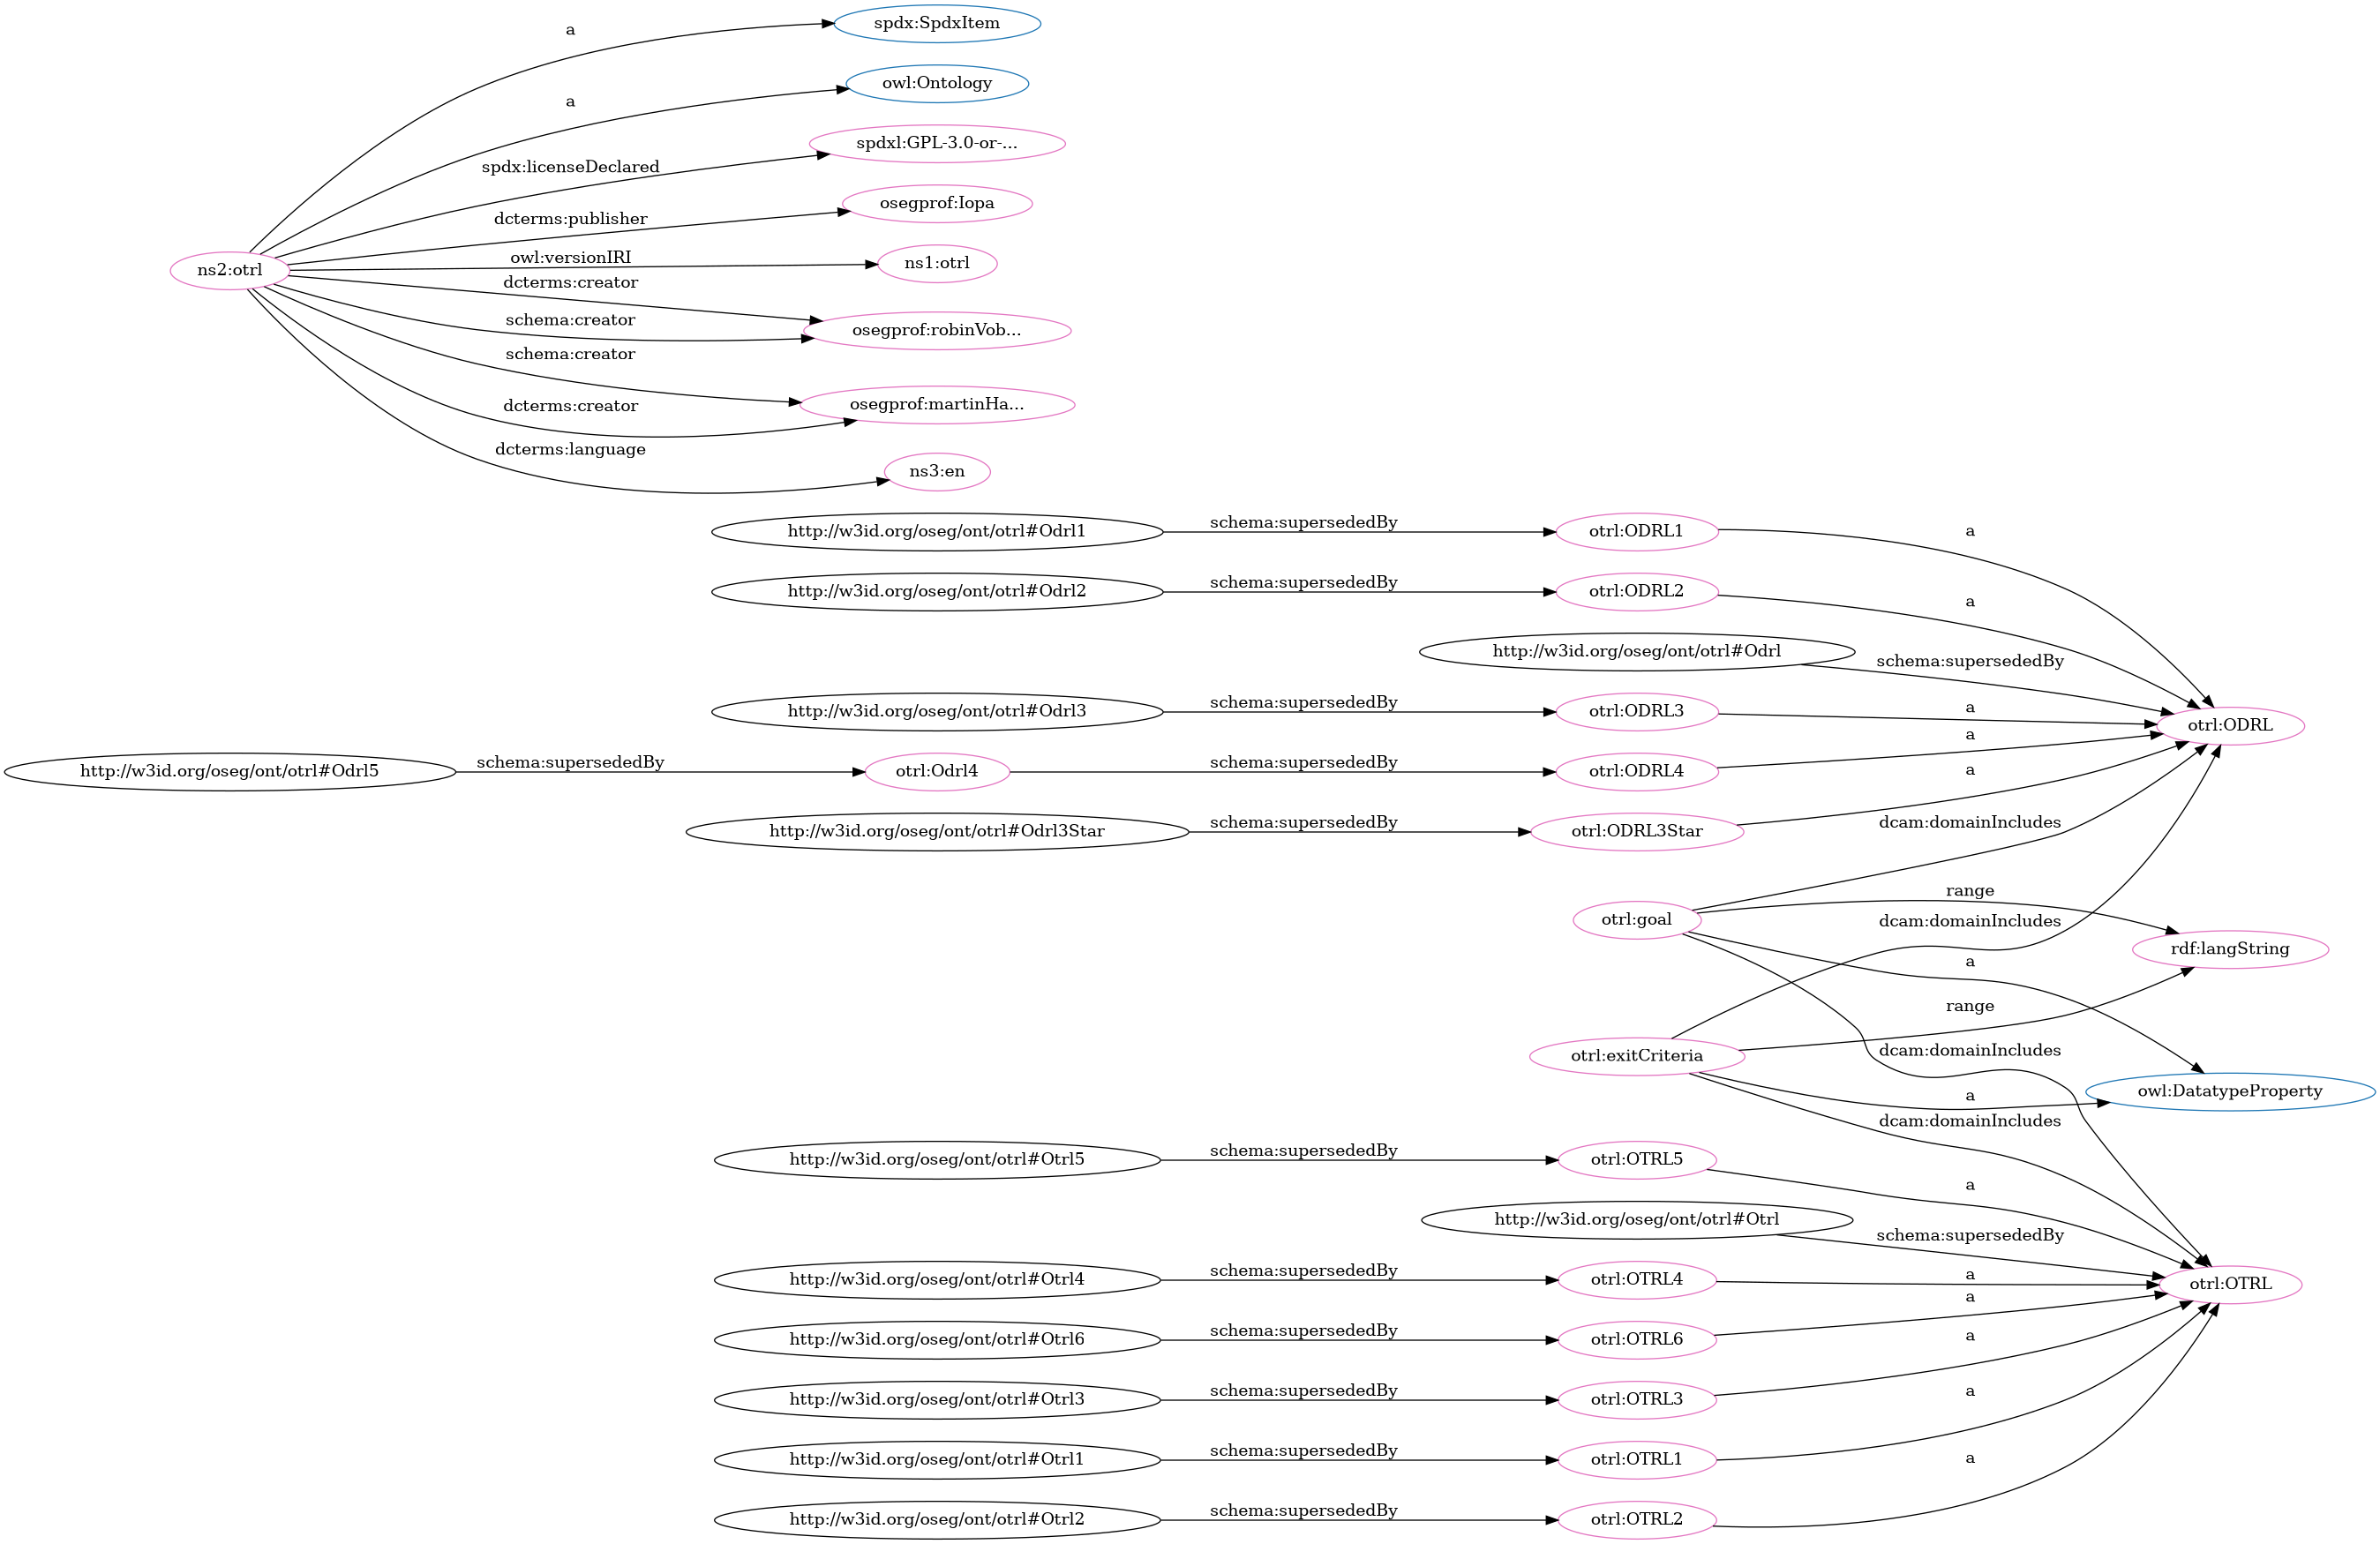 a
spdx:SpdxItem
a
owl:Ontology
spdx:licenseDeclared
spdxl:GPL-3.0-or-...
dcterms:publisher
osegprof:Iopa
ns2:otrl
owl:versionIRI
ns1:otrl
dcterms:creator
schema:creator
osegprof:robinVob...
schema:creator
dcterms:creator
osegprof:martinHa...
dcterms:language
ns3:en
http://w3id.org/oseg/ont/otrl#Odrl1
schema:supersededBy
otrl:ODRL1
a
http://w3id.org/oseg/ont/otrl#Odrl2
schema:supersededBy
otrl:ODRL2
a
http://w3id.org/oseg/ont/otrl#Odrl
schema:supersededBy
http://w3id.org/oseg/ont/otrl#Odrl3
schema:supersededBy
otrl:ODRL3
a
otrl:ODRL
http://w3id.org/oseg/ont/otrl#Odrl5
schema:supersededBy
otrl:Odrl4
schema:supersededBy
otrl:ODRL4
a
http://w3id.org/oseg/ont/otrl#Odrl3Star
schema:supersededBy
otrl:ODRL3Star
a
dcam:domainIncludes
otrl:goal
range
dcam:domainIncludes
rdf:langString
a
range
otrl:exitCriteria
dcam:domainIncludes
a
owl:DatatypeProperty
dcam:domainIncludes
http://w3id.org/oseg/ont/otrl#Otrl5
schema:supersededBy
otrl:OTRL5
a
http://w3id.org/oseg/ont/otrl#Otrl
schema:supersededBy
http://w3id.org/oseg/ont/otrl#Otrl4
schema:supersededBy
otrl:OTRL4
a
otrl:OTRL
http://w3id.org/oseg/ont/otrl#Otrl6
schema:supersededBy
otrl:OTRL6
a
http://w3id.org/oseg/ont/otrl#Otrl3
schema:supersededBy
otrl:OTRL3
a
http://w3id.org/oseg/ont/otrl#Otrl1
schema:supersededBy
otrl:OTRL1
a
http://w3id.org/oseg/ont/otrl#Otrl2
schema:supersededBy
otrl:OTRL2
a